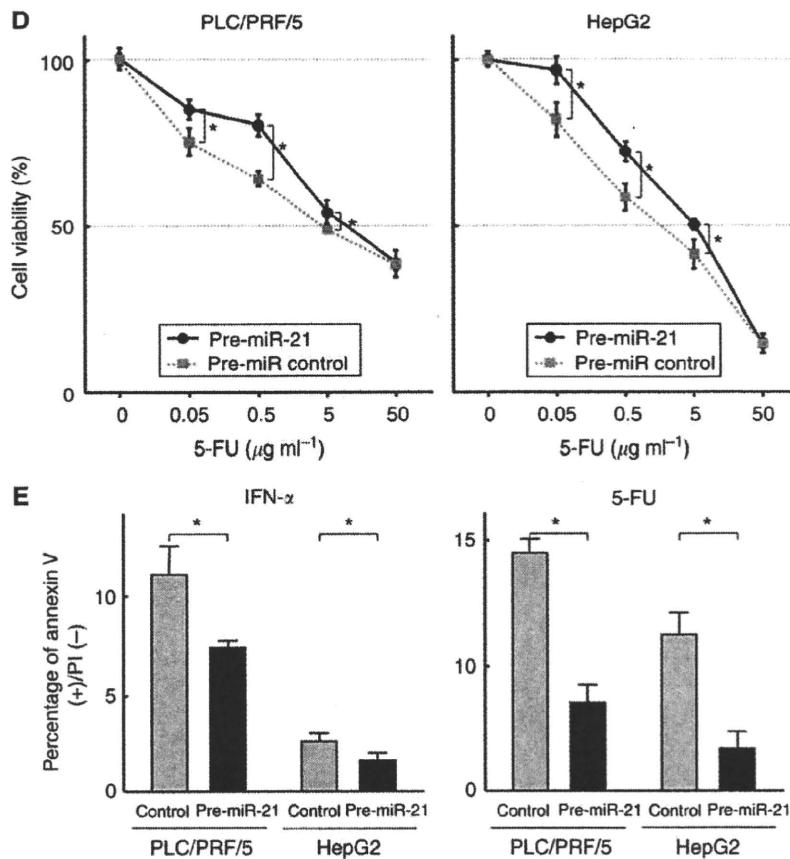 D
PLC/PRF/5
HepG2
Cell viability (%)
100
50
0
Pre-miR-21
Pre-miR control
Pre-miR-21
Pre-miR control
0 0.05 0.5 5 50
0 0.05 0.5 5 50
5-FU (μg ml⁻¹)
5-FU (μg ml⁻¹)
* * *
* * *
E
IFN-α
5-FU
Percentage of annexin V
(+)/PI (−)
10
5
0
15
10
0
* *
* *
Control Pre-miR-21 Control Pre-miR-21
Control Pre-miR-21 Control Pre-miR-21
PLC/PRF/5 HepG2
PLC/PRF/5 HepG2